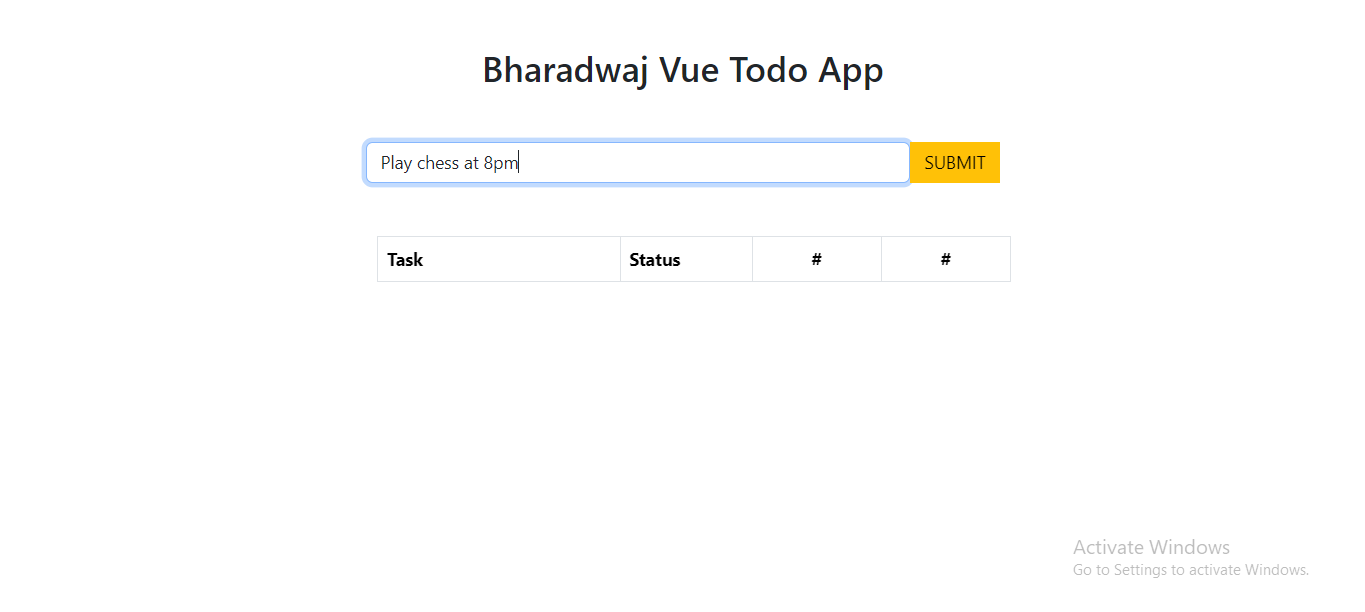 Bharadwaj Vue Todo App
Play chess at 8pm
SUBMIT
Task Status # #
Activate Windows
Go to Settings to activate Windows.